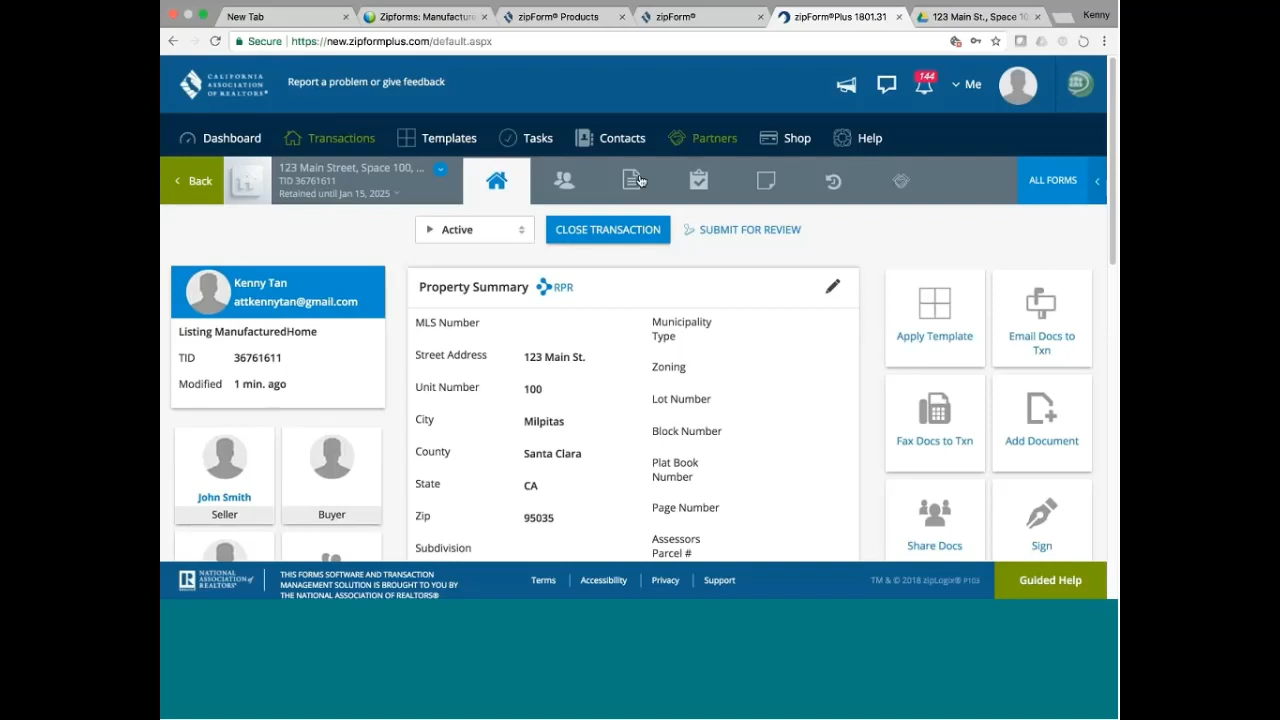 New Tab
Zipforms: Manufacture
zipForm® Products
zipForm®
zipForm®Plus 1801.31
123 Main St., Space 10
Kenny
Secure
https://new.zipformplus.com/default.aspx
CALIFORNIA
ASSOCIATION
OF REALTORS®
Report a problem or give feedback
144
Me
Dashboard
Transactions
Templates
Tasks
Contacts
Partners
Shop
Help
Back
123 Main Street, Space 100, ...
TID 36761611
Retained until Jan 15, 2025
ALL FORMS
Active
CLOSE TRANSACTION
SUBMIT FOR REVIEW
Kenny Tan
attkennytan@gmail.com
Listing ManufacturedHome
TID 36761611
Modified 1 min. ago
John Smith
Seller
Buyer
Property Summary
RPR
MLS Number
Street Address 123 Main St.
Unit Number 100
City Milpitas
County Santa Clara
State CA
Zip 95035
Subdivision
Municipality
Type
Zoning
Lot Number
Block Number
Plat Book
Number
Page Number
Assessors
Parcel #
Apply Template
Email Docs to
Txn
Fax Docs to Txn
Add Document
Share Docs
Sign
NATIONAL
ASSOCIATION of
REALTORS®
THIS FORMS SOFTWARE AND TRANSACTION
MANAGEMENT SOLUTION IS BROUGHT TO YOU BY
THE NATIONAL ASSOCIATION OF REALTORS®
Terms
Accessibility
Privacy
Support
TM & © 2018 zipLogix® P103
Guided Help